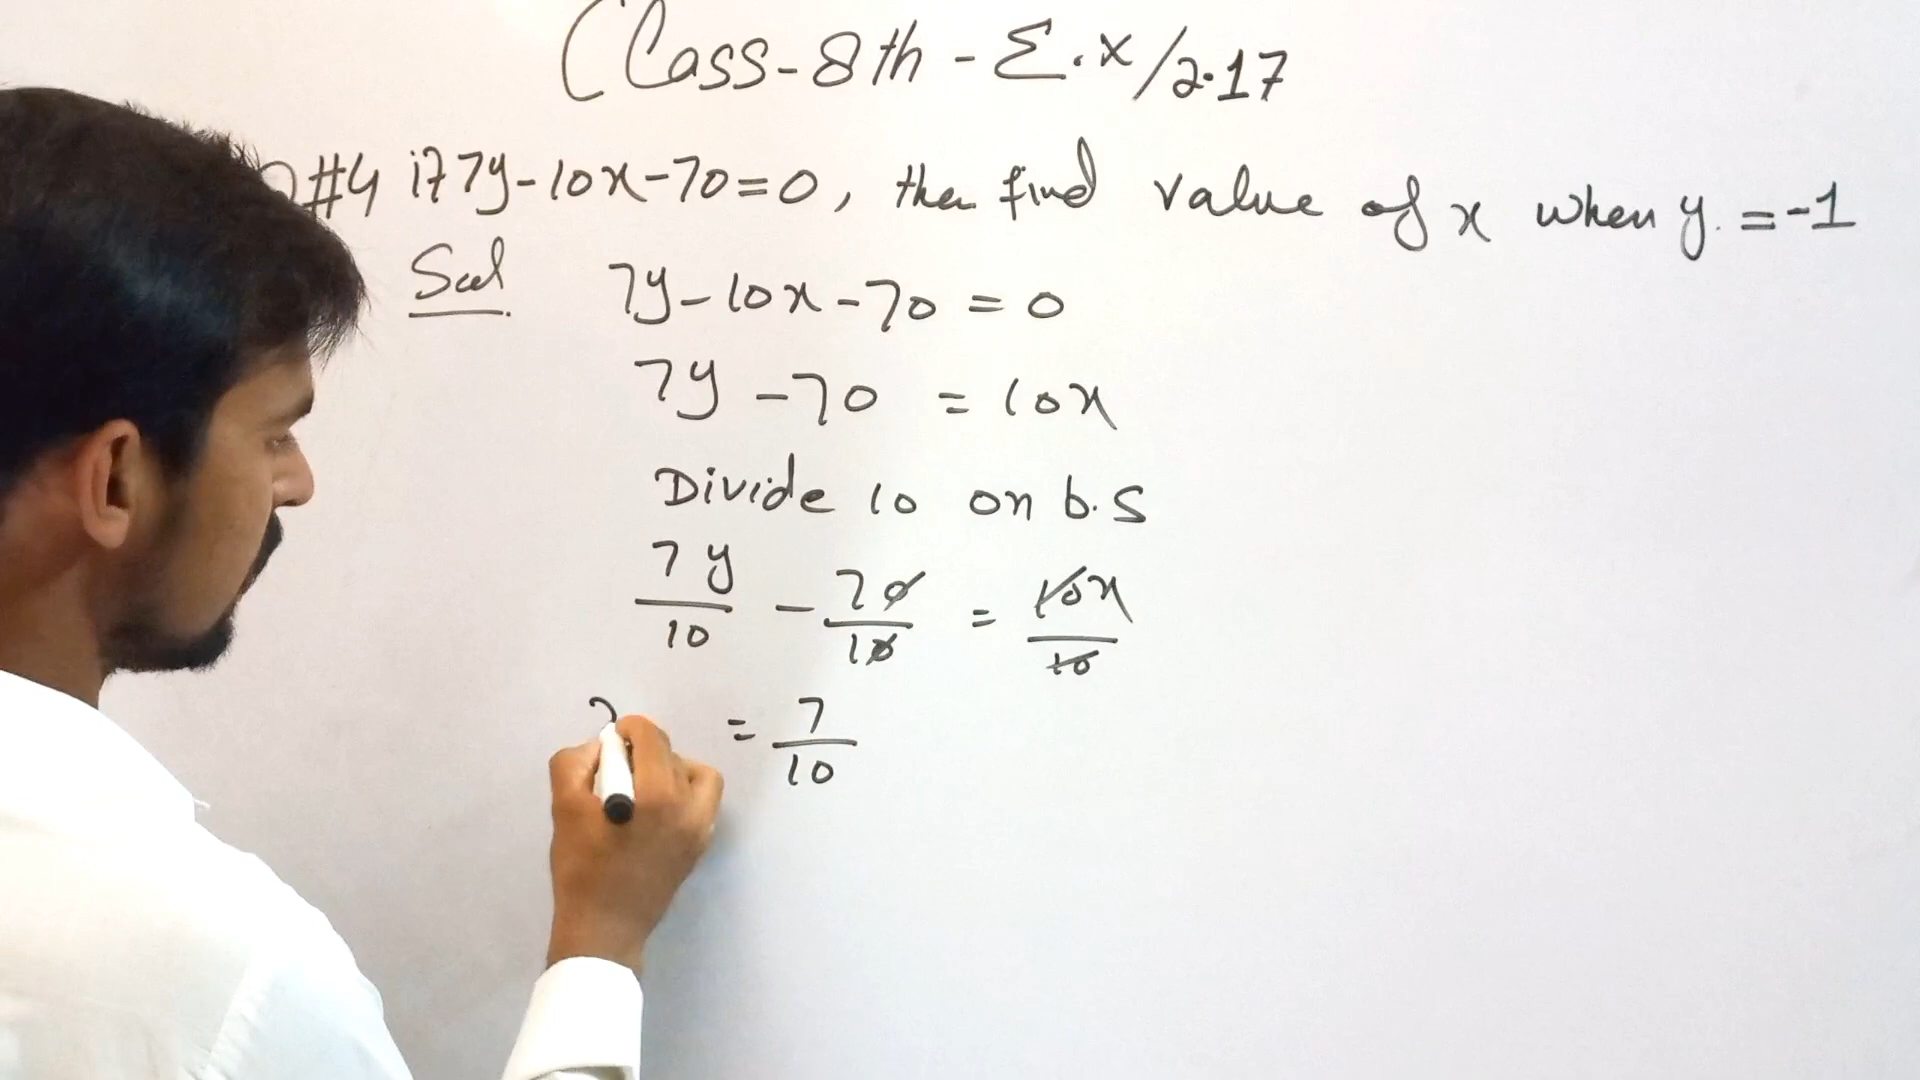 Class-8th - E.x/2.17
#4 if 7y-10x-70=0, then find value of x when y.=-1
Sol.
7y-10x-70 = 0
7y -70 = 10x
Divide 10 on b.S
7y/10 - 70/10 = 10x/10
= 7/10